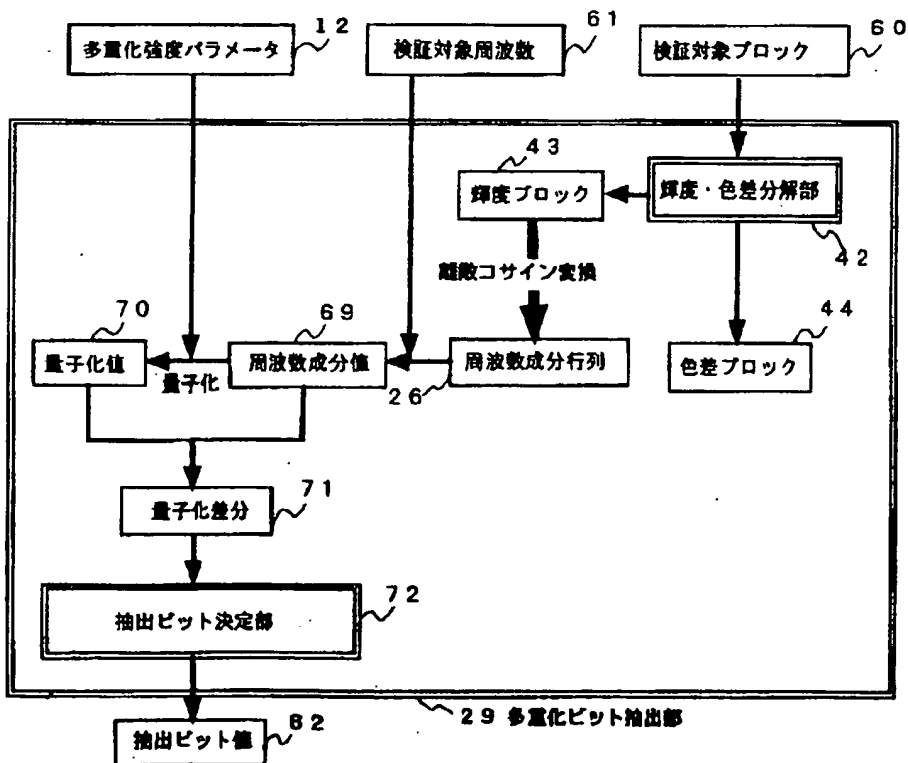 12
61
60
多重化強度パラメータ
検証対象周波数
検証対象ブロック
43
輝度ブロック
輝度・色差分解部
42
離散コサイン変換
70
69
44
量子化値
量子化
周波数成分値
周波数成分行列
26
色差ブロック
71
量子化差分
72
抽出ビット決定部
29 多重化ビット抽出部
62
抽出ビット値